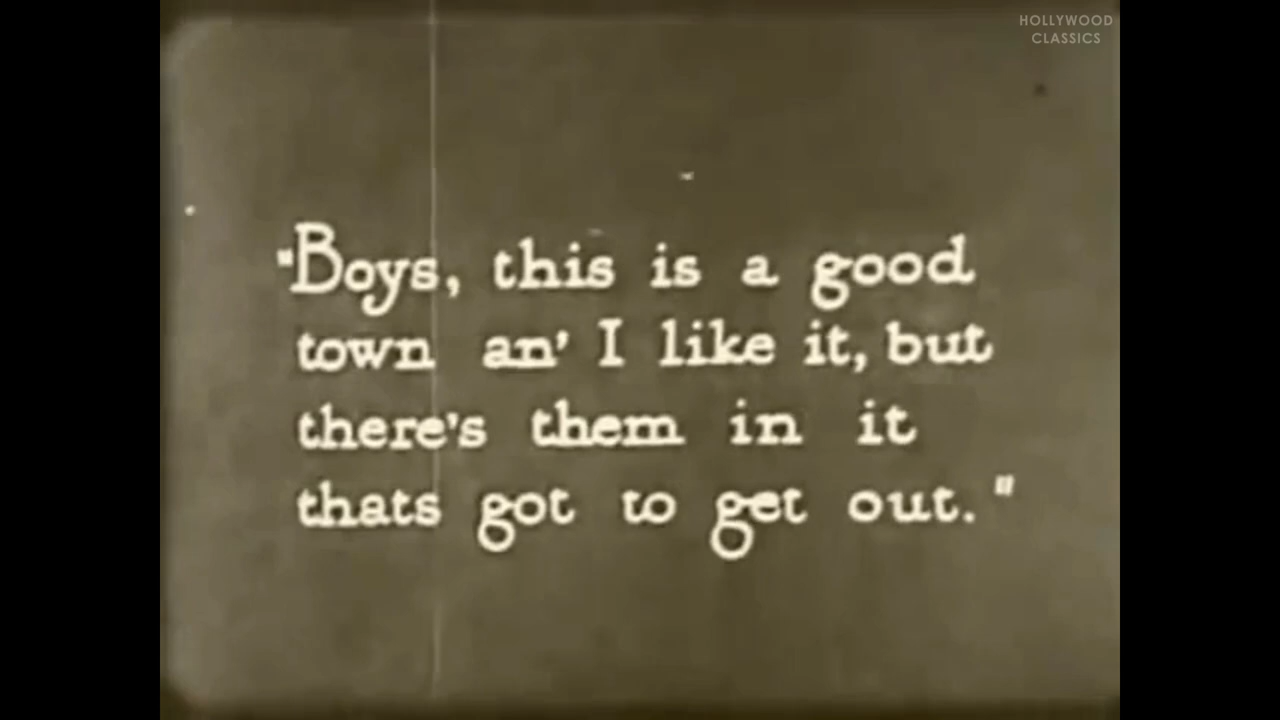 HOLLYWOOD
CLASSICS
"Boys, this is a good
town an' I like it, but
there's them in it
thats got to get out."